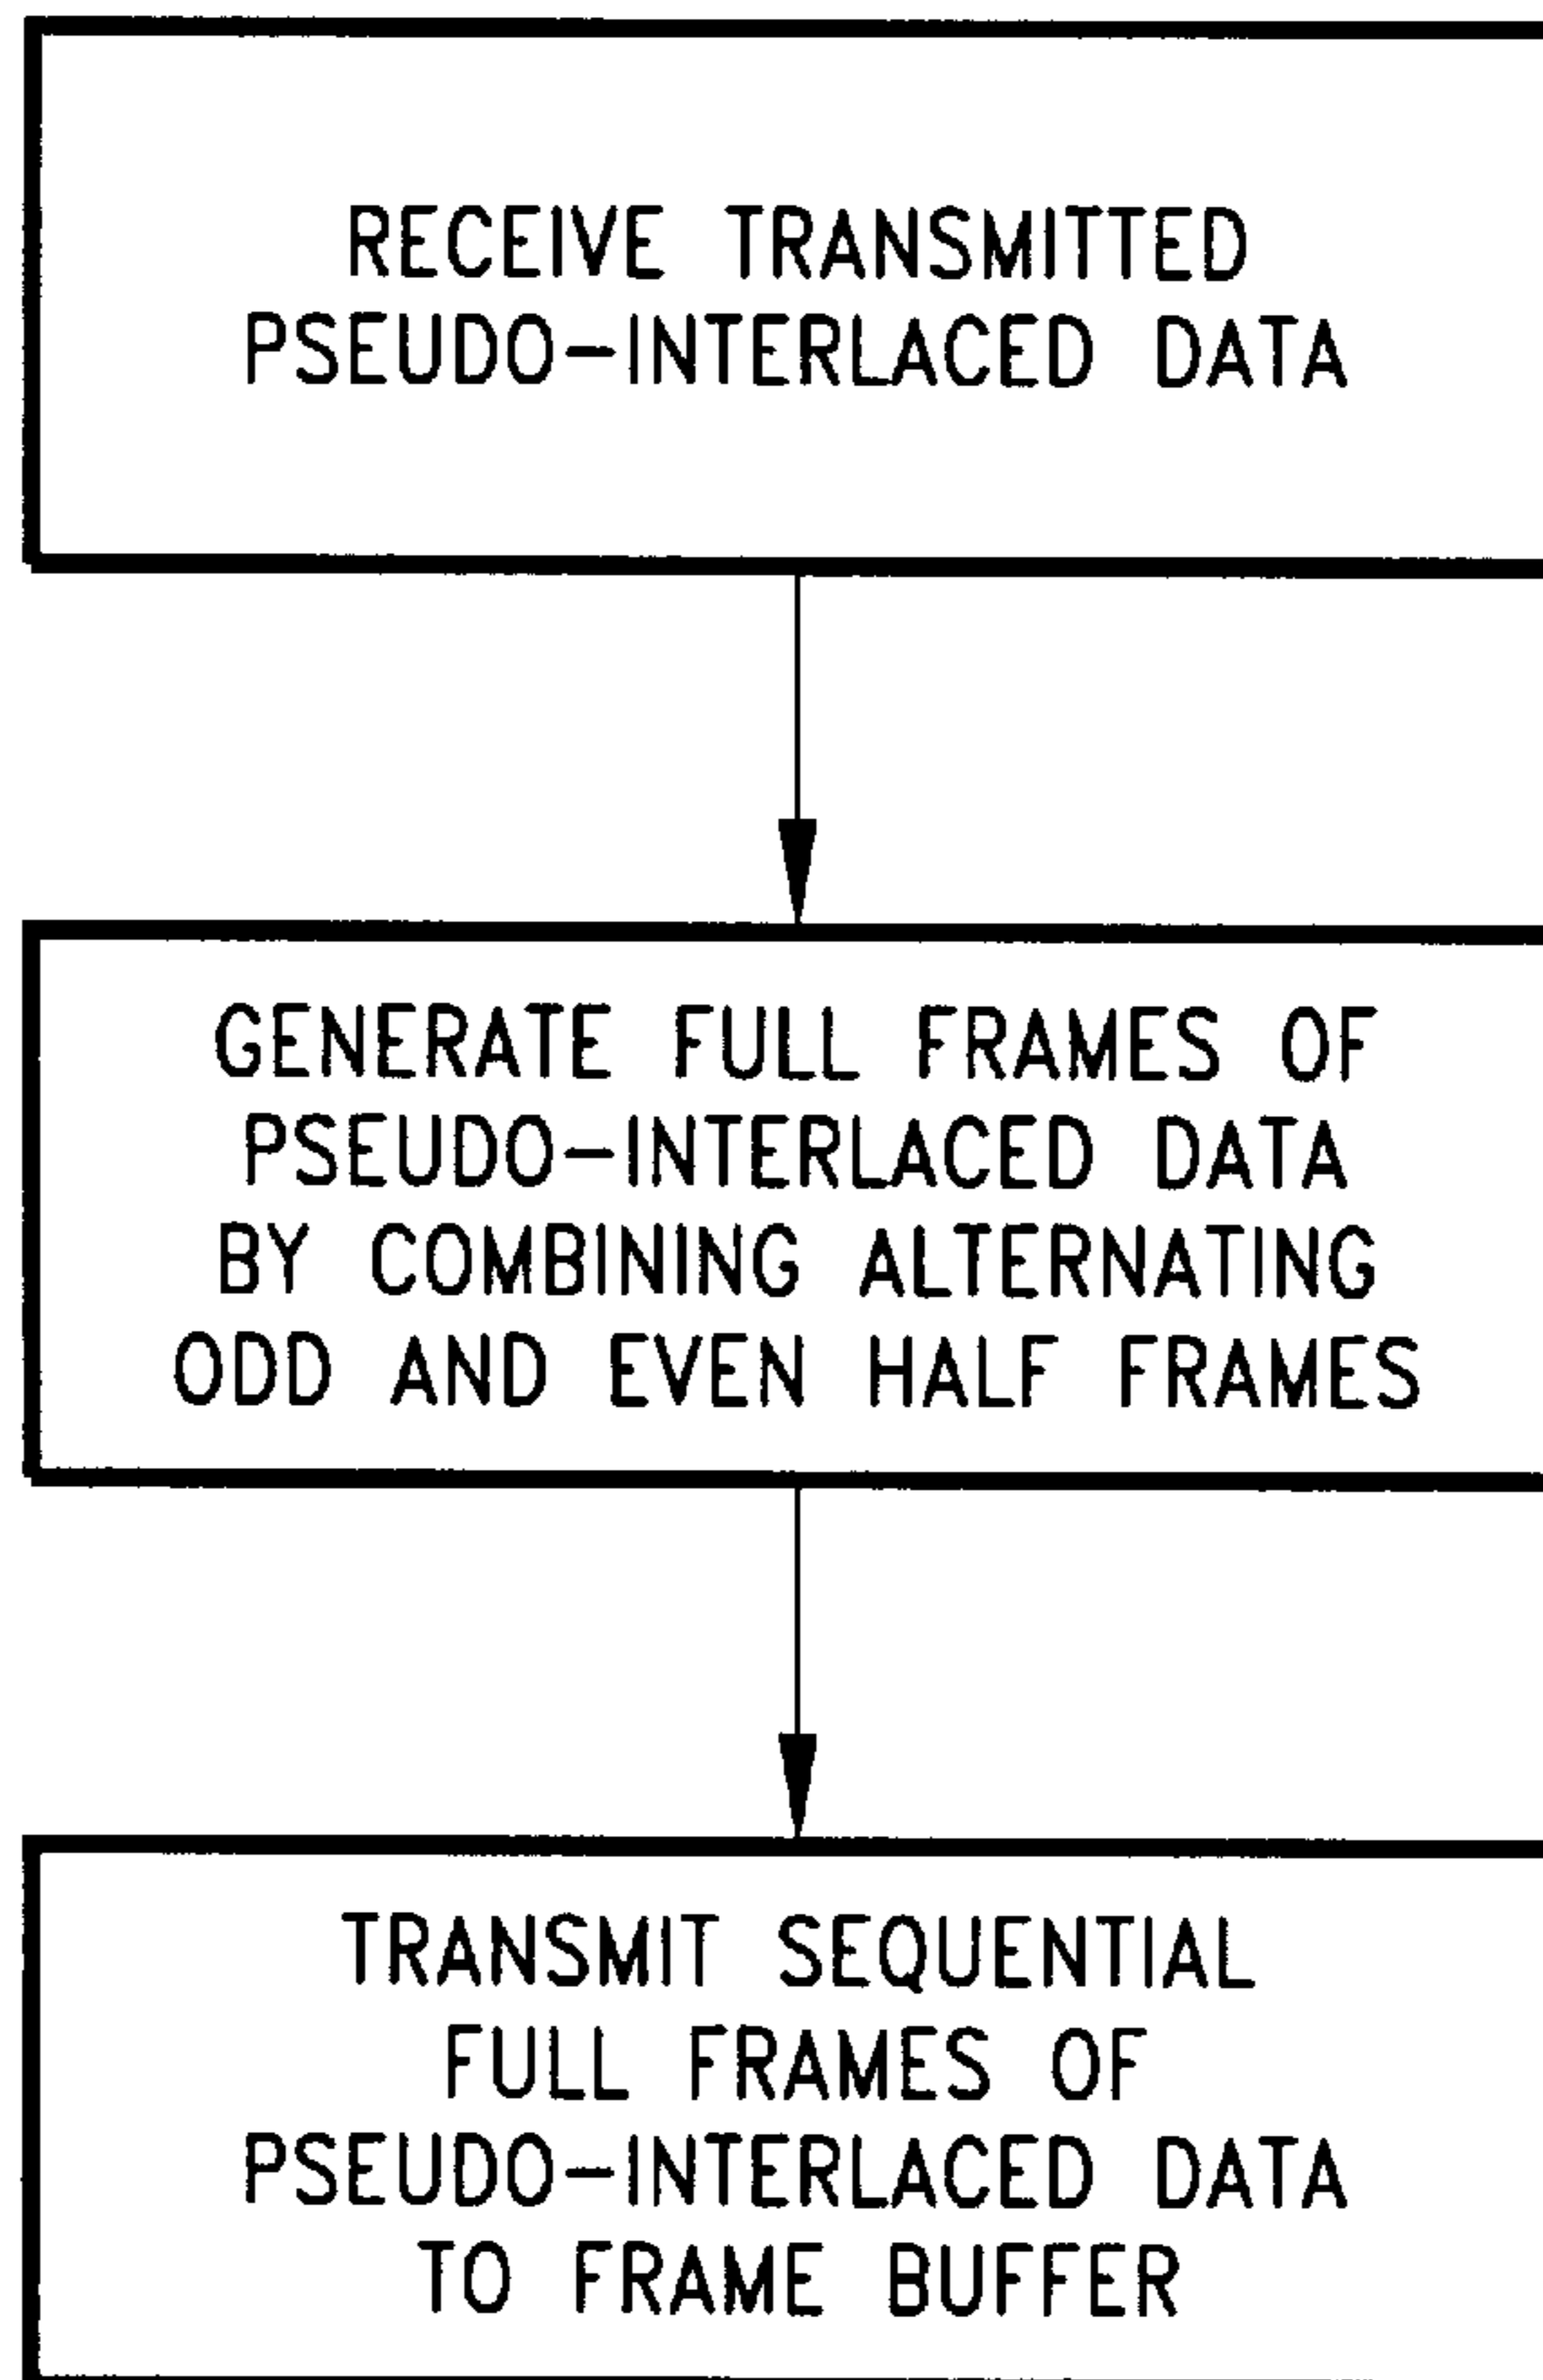 RECEIVE TRANSMITTED
PSEUDO-INTERLACED DATA
GENERATE FULL FRAMES OF
PSEUDO-INTERLACED DATA
BY COMBINING ALTERNATING
ODD AND EVEN HALF FRAMES
TRANSMIT SEQUENTIAL
FULL FRAMES OF
PSEUDO-INTERLACED DATA
TO FRAME BUFFER